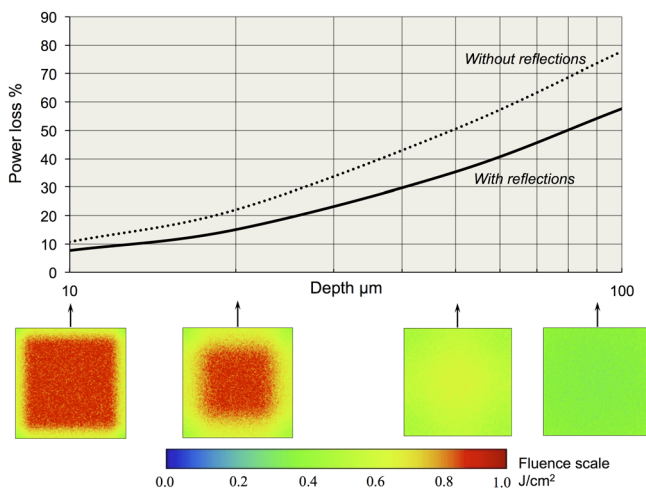 90
80
70
60
50
40
30
20
10
0
Power loss %
Without reflections
With reflections
10
Depth µm
100
Fluence scale
0.0 0.2 0.4 0.6 0.8 1.0 J/cm²